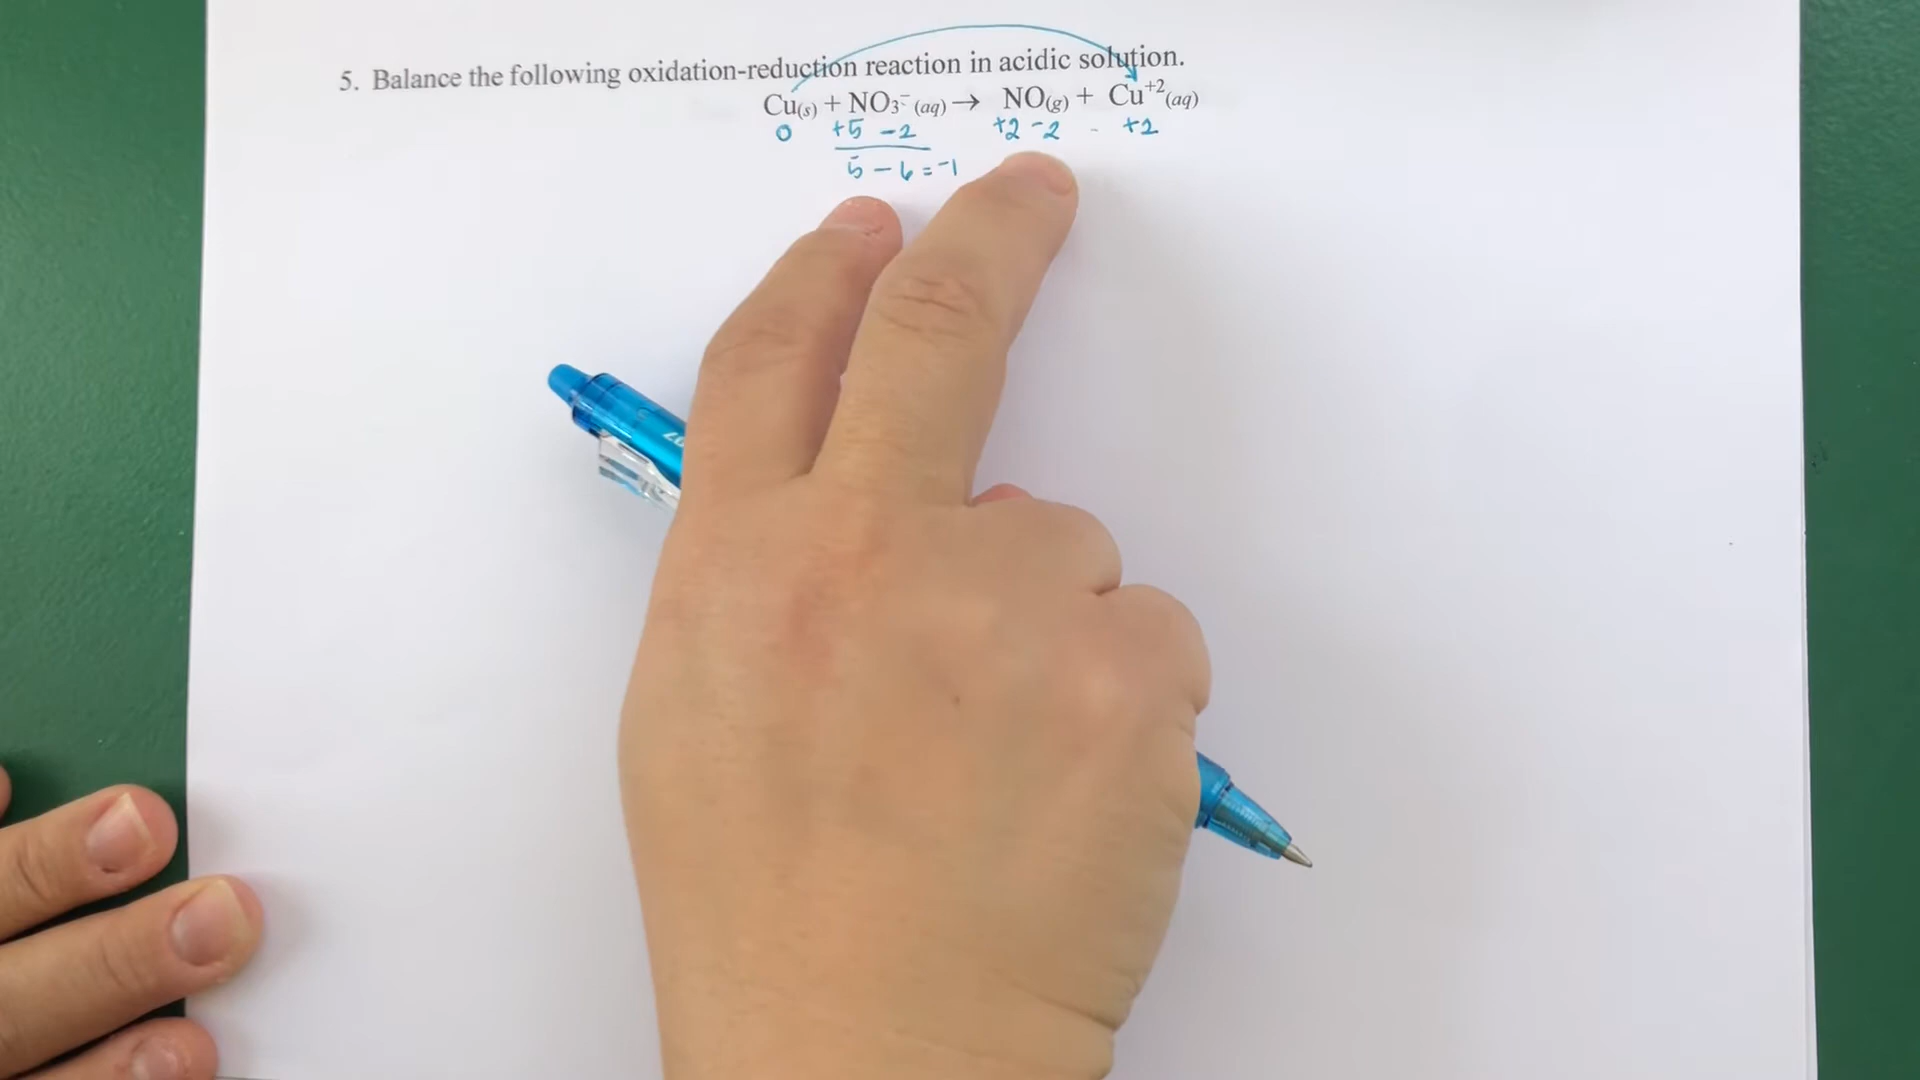 5. Balance the following oxidation-reduction reaction in acidic solution.
Cu(s) + NO3⁻ (aq) → NO(g) + Cu⁺²(aq)
0 +5 -2 +2 -2 - +2
5 - 6 = -1
07